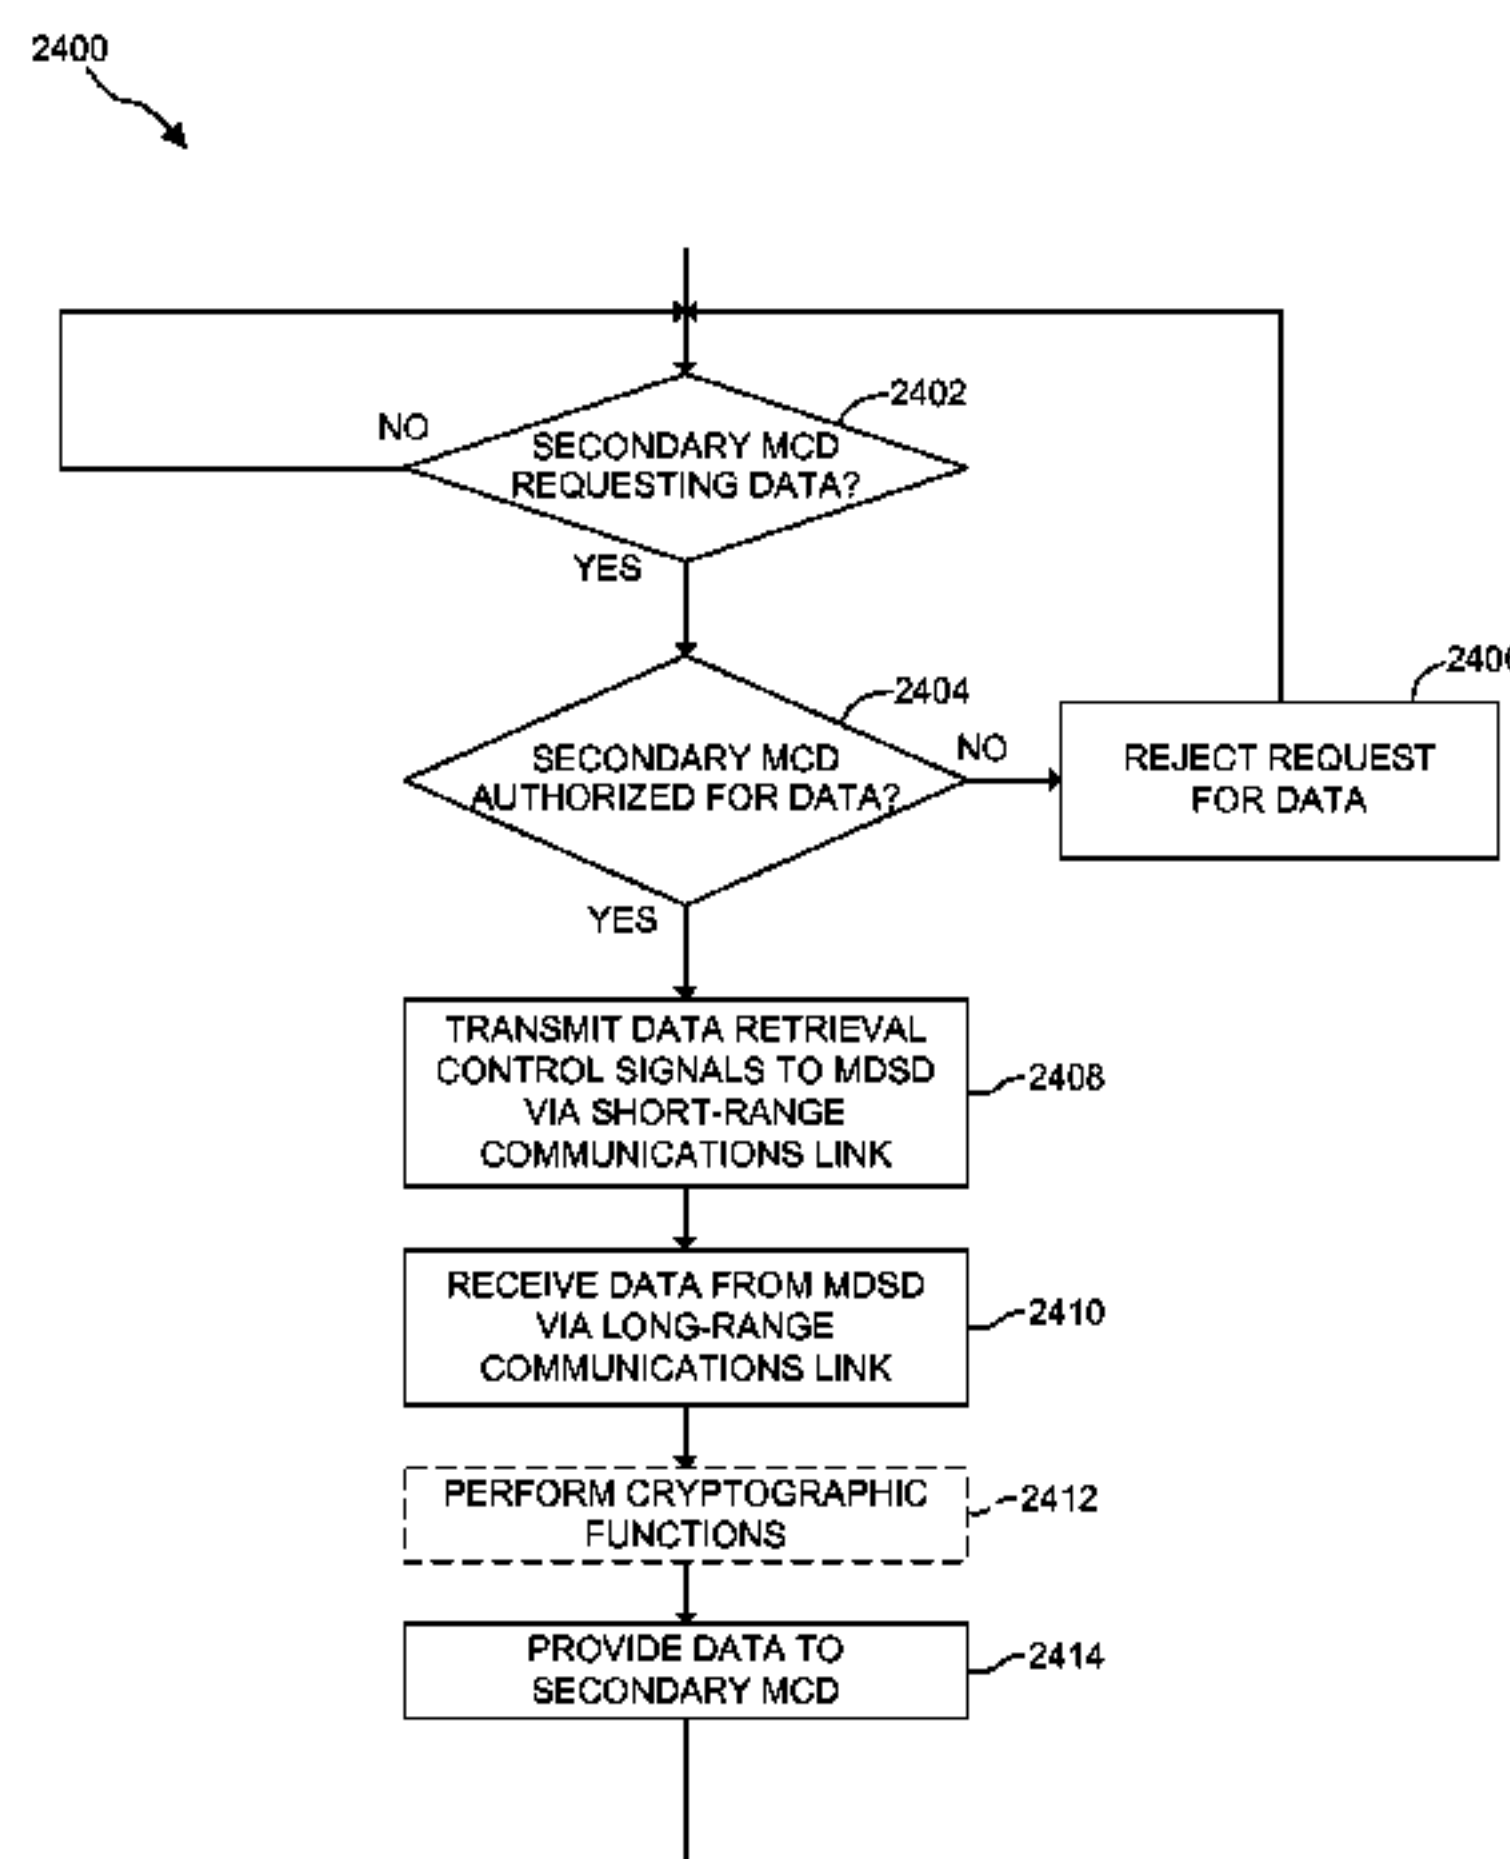 2400
2402
NO
SECONDARY MCD
REQUESTING DATA?
YES
2404
NO
SECONDARY MCD
AUTHORIZED FOR DATA?
REJECT REQUEST
FOR DATA
YES
TRANSMIT DATA RETRIEVAL
CONTROL SIGNALS TO MDSD
VIA SHORT-RANGE
COMMUNICATIONS LINK
2408
RECEIVE DATA FROM MDSD
VIA LONG-RANGE
COMMUNICATIONS LINK
2410
PERFORM CRYPTOGRAPHIC
FUNCTIONS
2412
PROVIDE DATA TO
SECONDARY MCD
2414